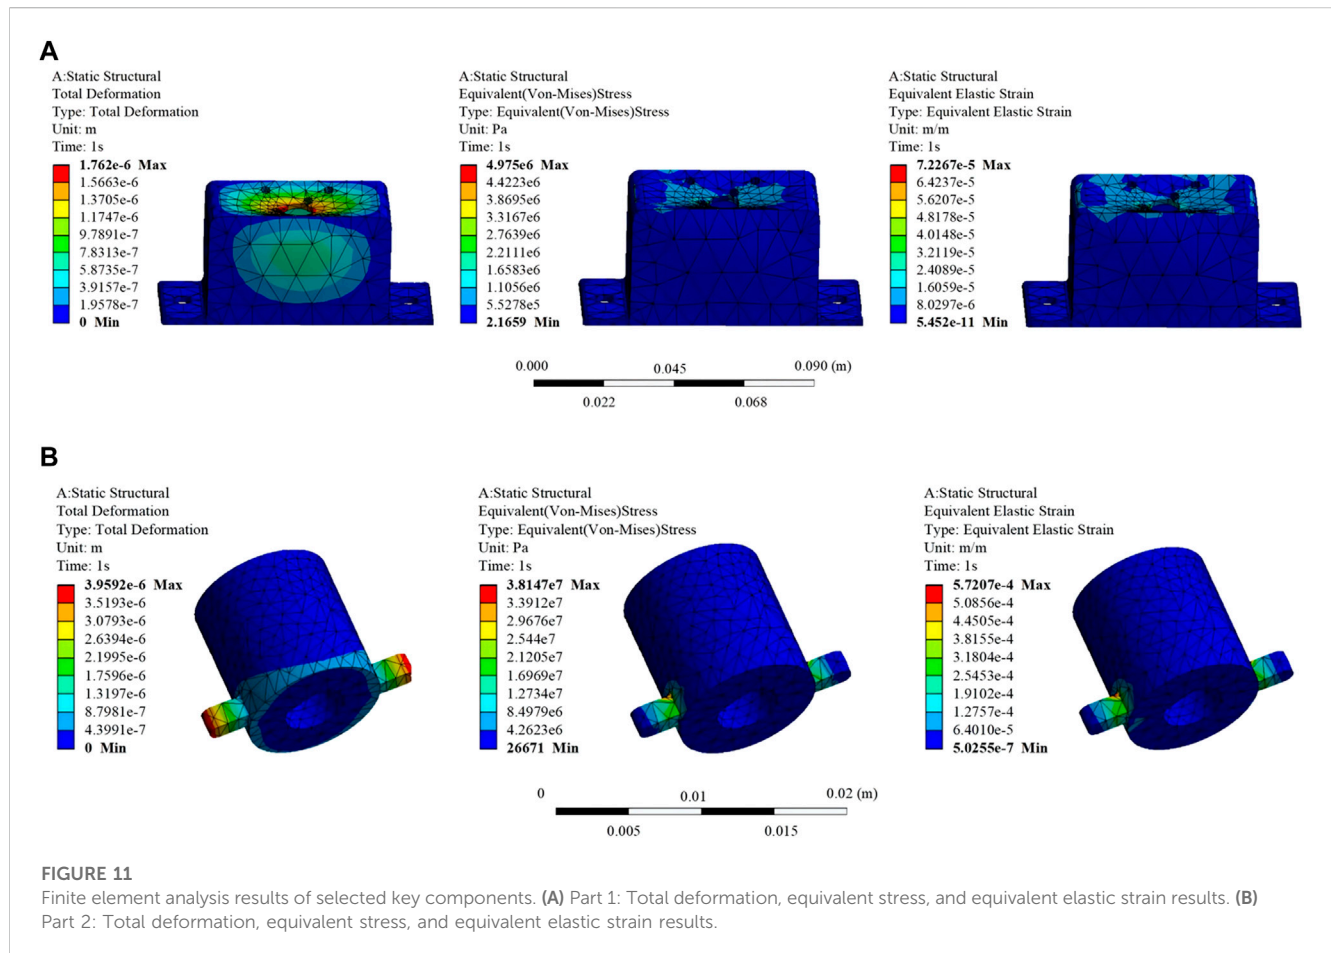 A
A:Static Structural
Total Deformation
Type: Total Deformation
Unit: m
Time: 1s
1.762e-6 Max
1.5663e-6
1.3705e-6
1.1747e-6
9.7891e-7
7.8313e-7
5.8735e-7
3.9157e-7
1.9578e-7
0 Min
A:Static Structural
Equivalent(Von-Mises)Stress
Type: Equivalent(Von-Mises)Stress
Unit: Pa
Time: 1s
4.975e6 Max
4.4223e6
3.8695e6
3.3167e6
2.7639e6
2.2111e6
1.6583e6
1.1056e6
5.5278e5
2.1659 Min
A:Static Structural
Equivalent Elastic Strain
Type: Equivalent Elastic Strain
Unit: m/m
Time: 1s
7.2267e-5 Max
6.4237e-5
5.6207e-5
4.8178e-5
4.0148e-5
3.2119e-5
2.4089e-5
1.6059e-5
8.0297e-6
5.452e-11 Min
0.000 0.045 0.090 (m)
0.022 0.068
B
A:Static Structural
Total Deformation
Type: Total Deformation
Unit: m
Time: 1s
3.9592e-6 Max
3.5193e-6
3.0793e-6
2.6394e-6
2.1995e-6
1.7596e-6
1.3197e-6
8.7981e-7
4.3991e-7
0 Min
A:Static Structural
Equivalent(Von-Mises)Stress
Type: Equivalent(Von-Mises)Stress
Unit: Pa
Time: 1s
3.8147e7 Max
3.3912e7
2.9676e7
2.544e7
2.1205e7
1.6969e7
1.2734e7
8.4979e6
4.2623e6
26671 Min
A:Static Structural
Equivalent Elastic Strain
Type: Equivalent Elastic Strain
Unit: m/m
Time: 1s
5.7207e-4 Max
5.0856e-4
4.4505e-4
3.8155e-4
3.1804e-4
2.5453e-4
1.9102e-4
1.2757e-4
6.4010e-5
5.0255e-7 Min
0 0.01 0.02 (m)
0.005 0.015
FIGURE 11
Finite element analysis results of selected key components. (A) Part 1: Total deformation, equivalent stress, and equivalent elastic strain results. (B)
Part 2: Total deformation, equivalent stress, and equivalent elastic strain results.